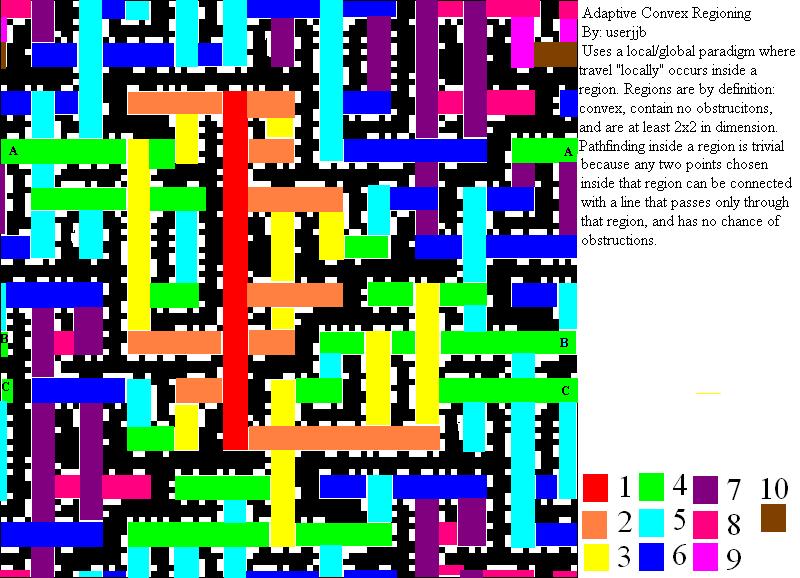 Adaptive Convex Regioning
By: userjjb
Uses a local/global paradigm where
travel "locally" occurs inside a
region. Regions are by definition:
convex, contain no obstrucitons,
and are at least 2x2 in dimension.
Pathfinding inside a region is trivial
because any two points chosen
inside that region can be connected
with a line that passes only through
that region, and has no chance of
obstructions.
A A
B B
C C
1 4 7 10
2 5 8
3 6 9